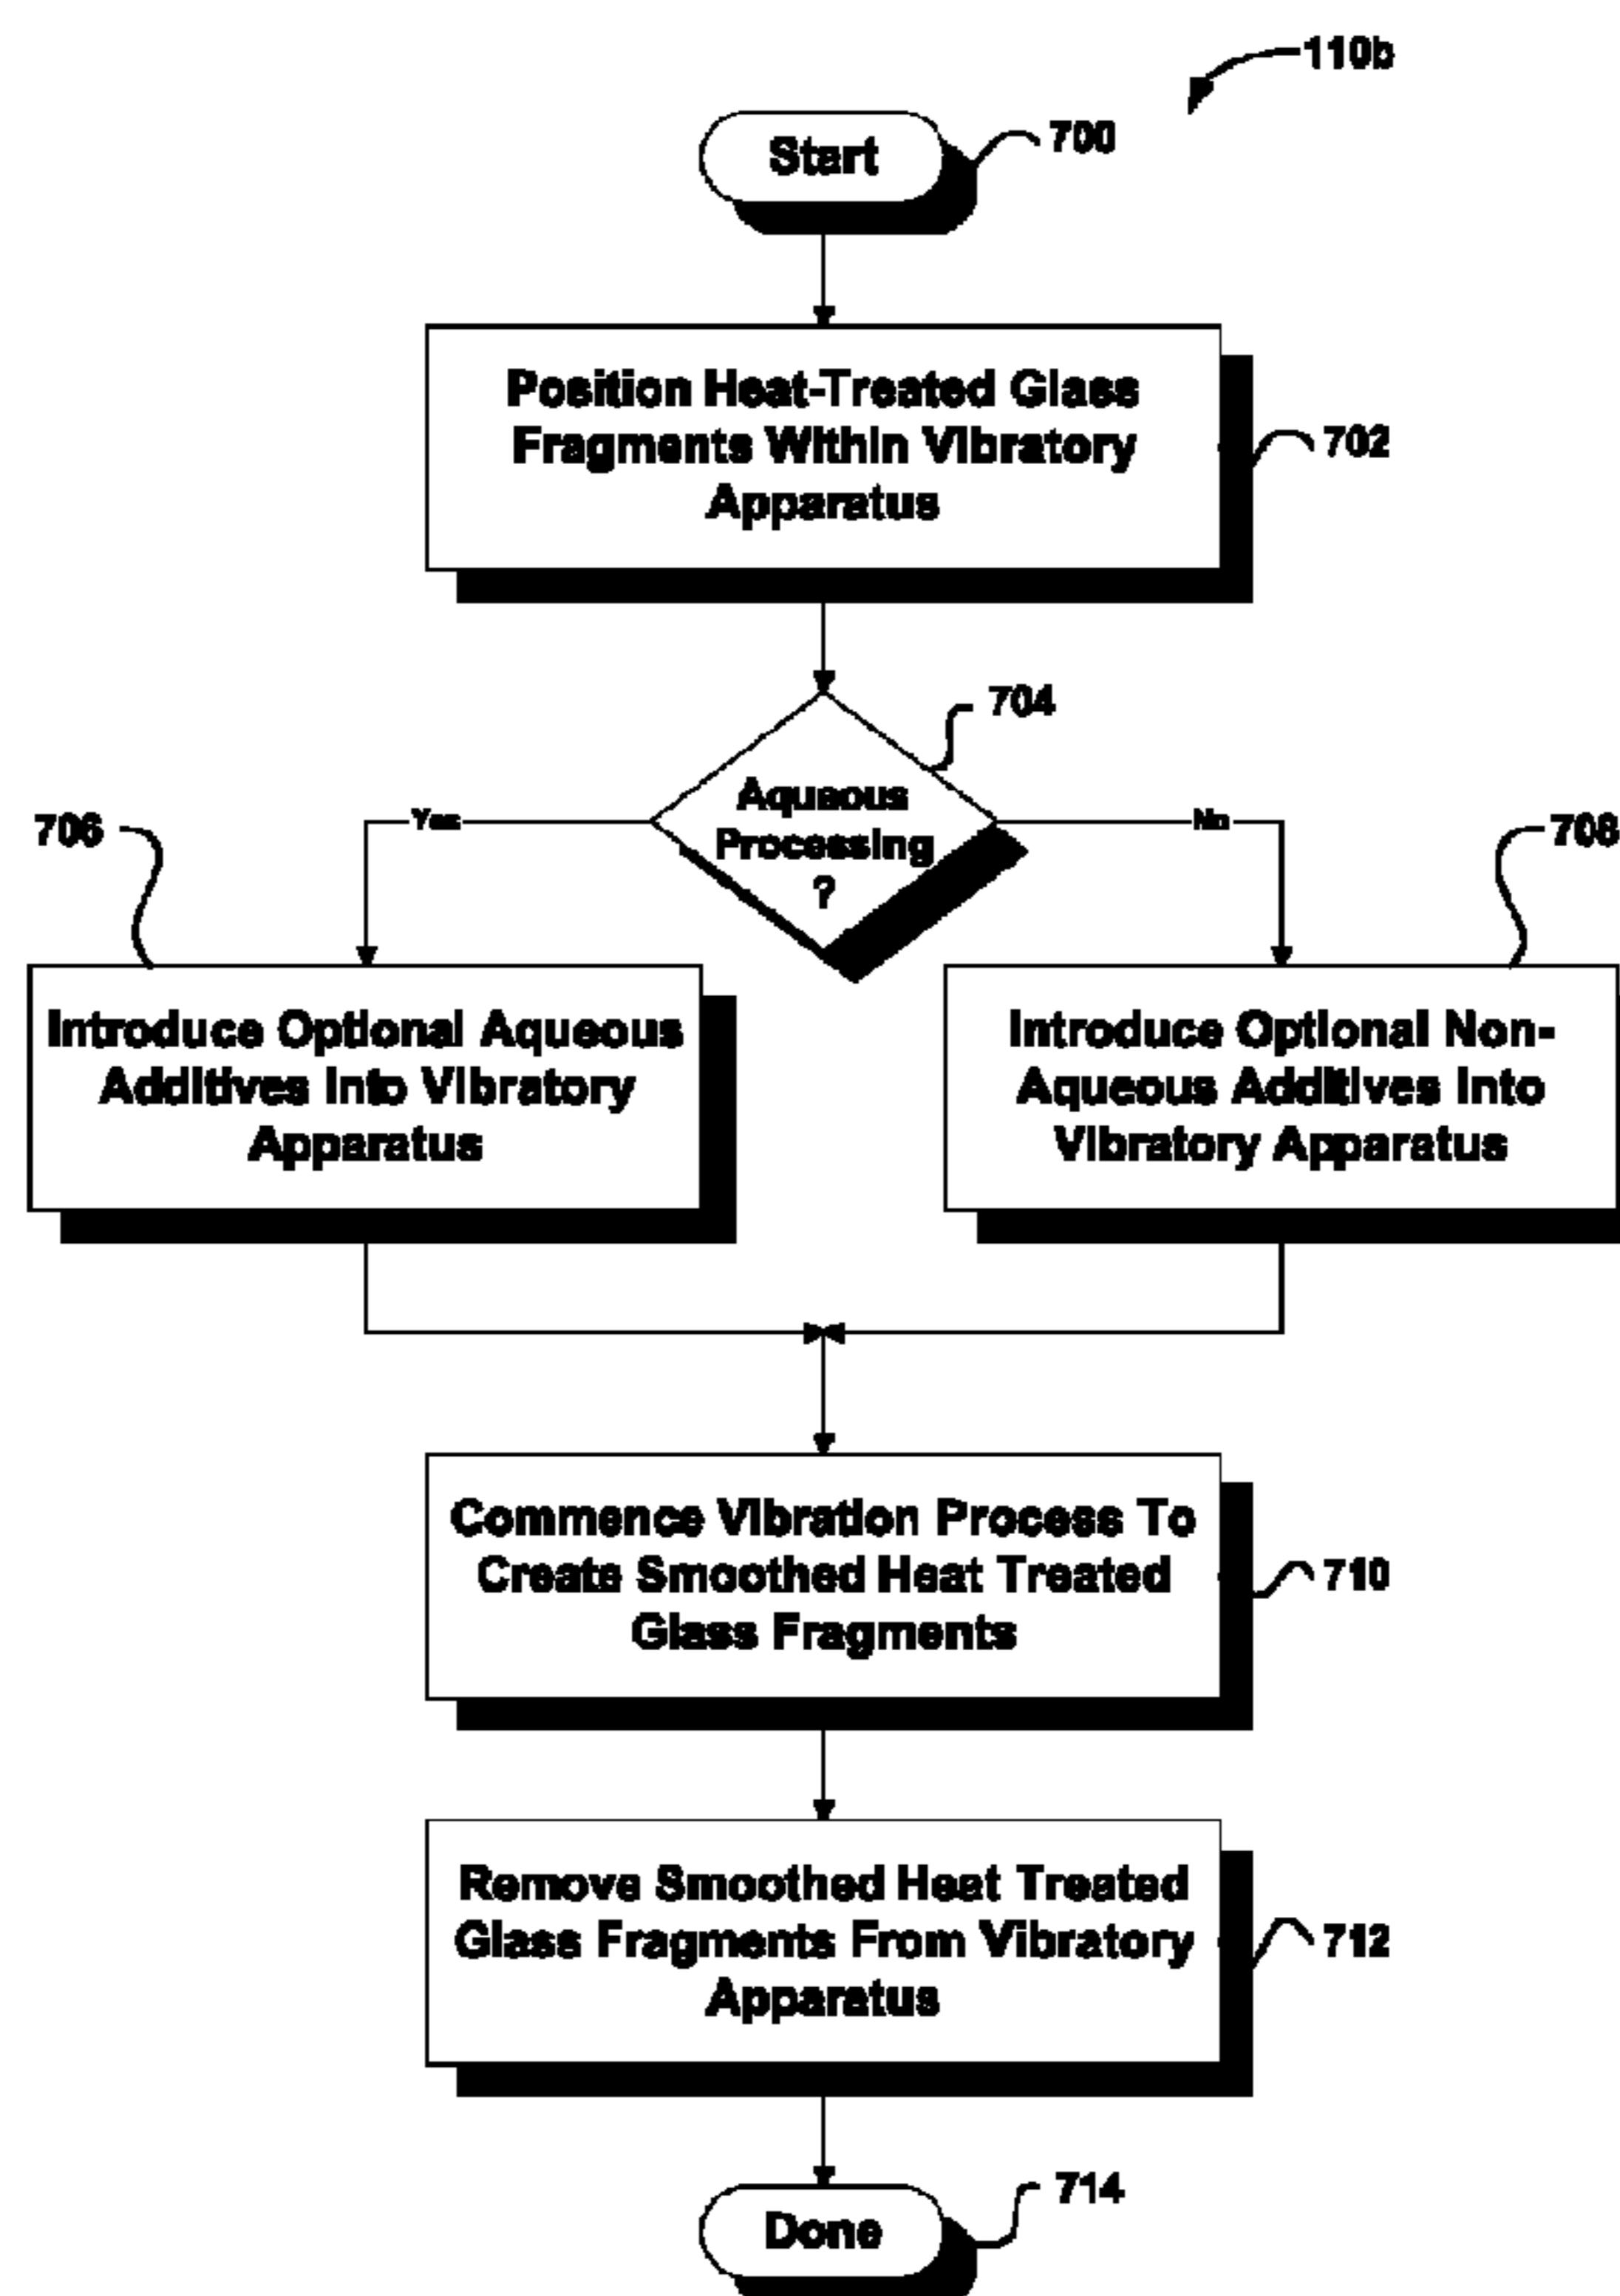 110b
Start
700
Position Heat-Treated Glass
Fragments Within Vibratory
Apparatus
702
704
Aqueous
Processing
?
Yes
No
706
708
Introduce Optional Aqueous
Additives Into Vibratory
Apparatus
Introduce Optional Non-
Aqueous Additives Into
Vibratory Apparatus
Commence Vibration Process To
Create Smoothed Heat Treated
Glass Fragments
710
Remove Smoothed Heat Treated
Glass Fragments From Vibratory
Apparatus
712
Done
714